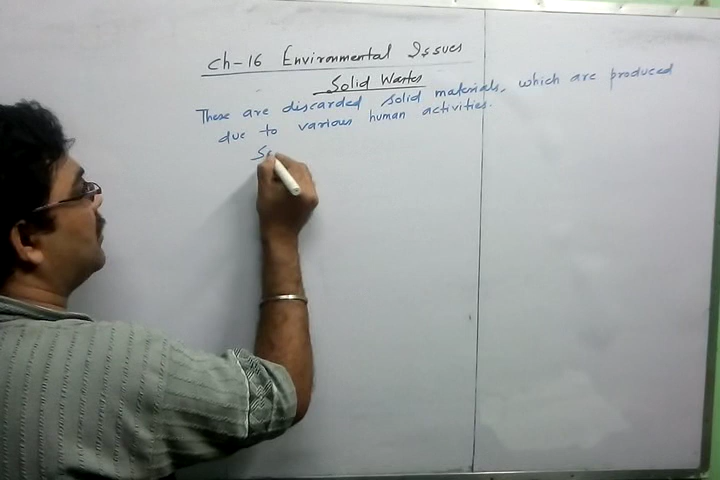 Ch-16 Environmental Issues
Solid Wastes
These are discarded solid materials, which are produced
due to various human activities.